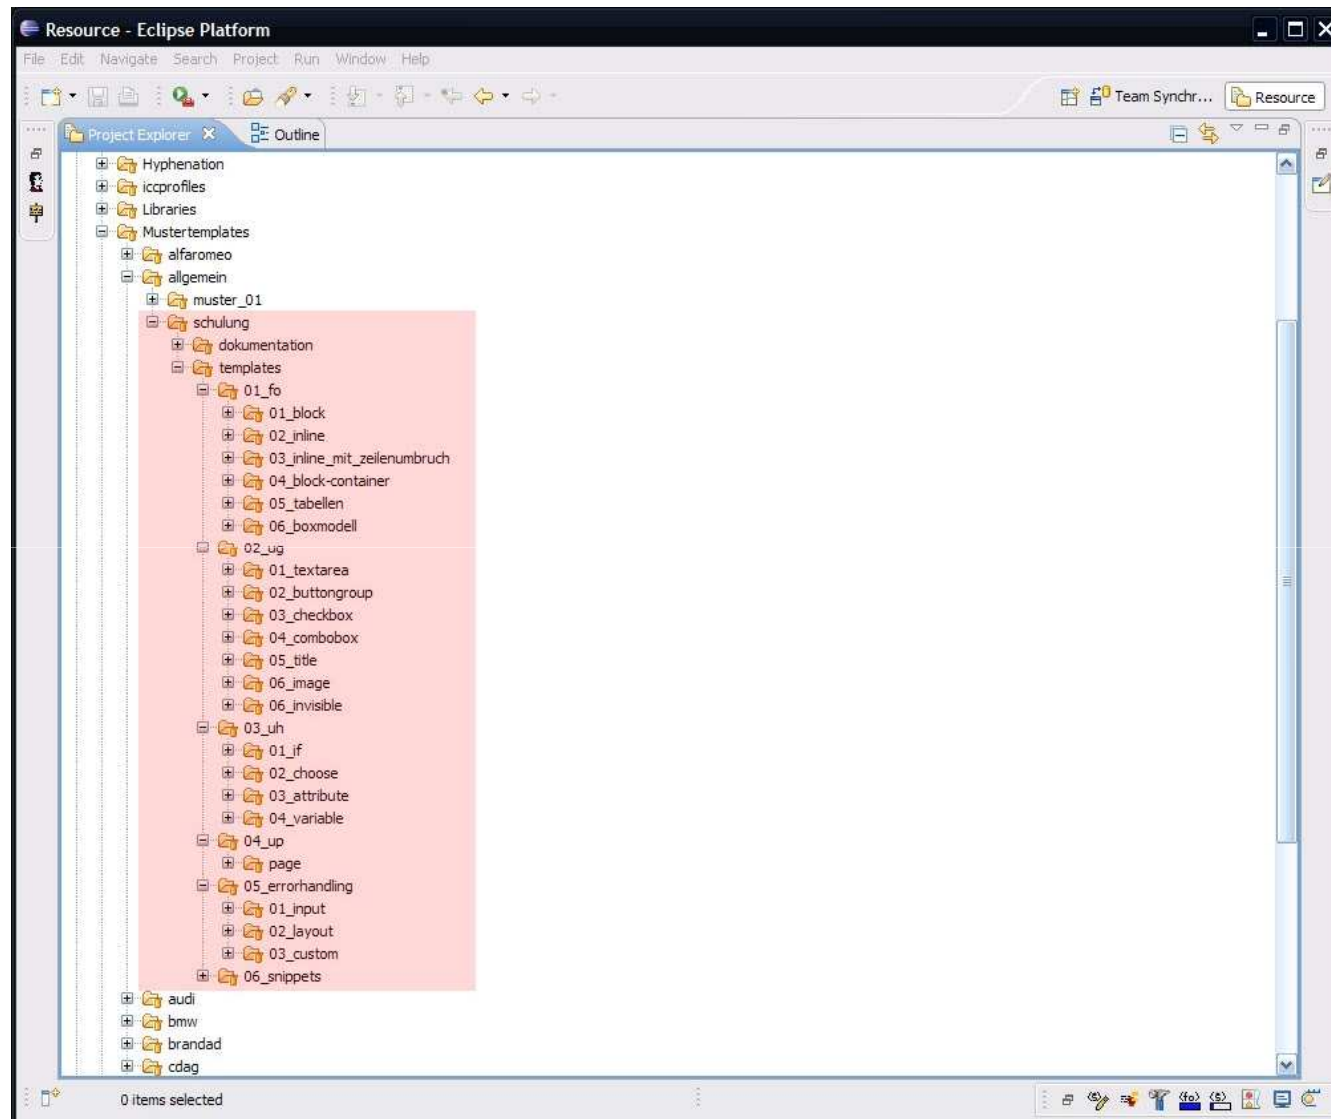 Resource - Eclipse Platform
File Edit Navigate Search Project Run Window Help
Team Synchr... Resource
Project Explorer Outline
Hyphenation
iccprofiles
Libraries
Mustertemplates
alfaromeo
allgemein
muster_01
schulung
dokumentation
templates
01_fo
01_block
02_inline
03_inline_mit_zeilenumbruch
04_block-container
05_tabellen
06_boxmodell
02_ug
01_textarea
02_buttongroup
03_checkbox
04_combobox
05_title
06_image
06_invisible
03_uh
01_if
02_choose
03_attribute
04_variable
04_up
page
05_errorhandling
01_input
02_layout
03_custom
06_snippets
audi
bmw
brandad
cdag
0 items selected